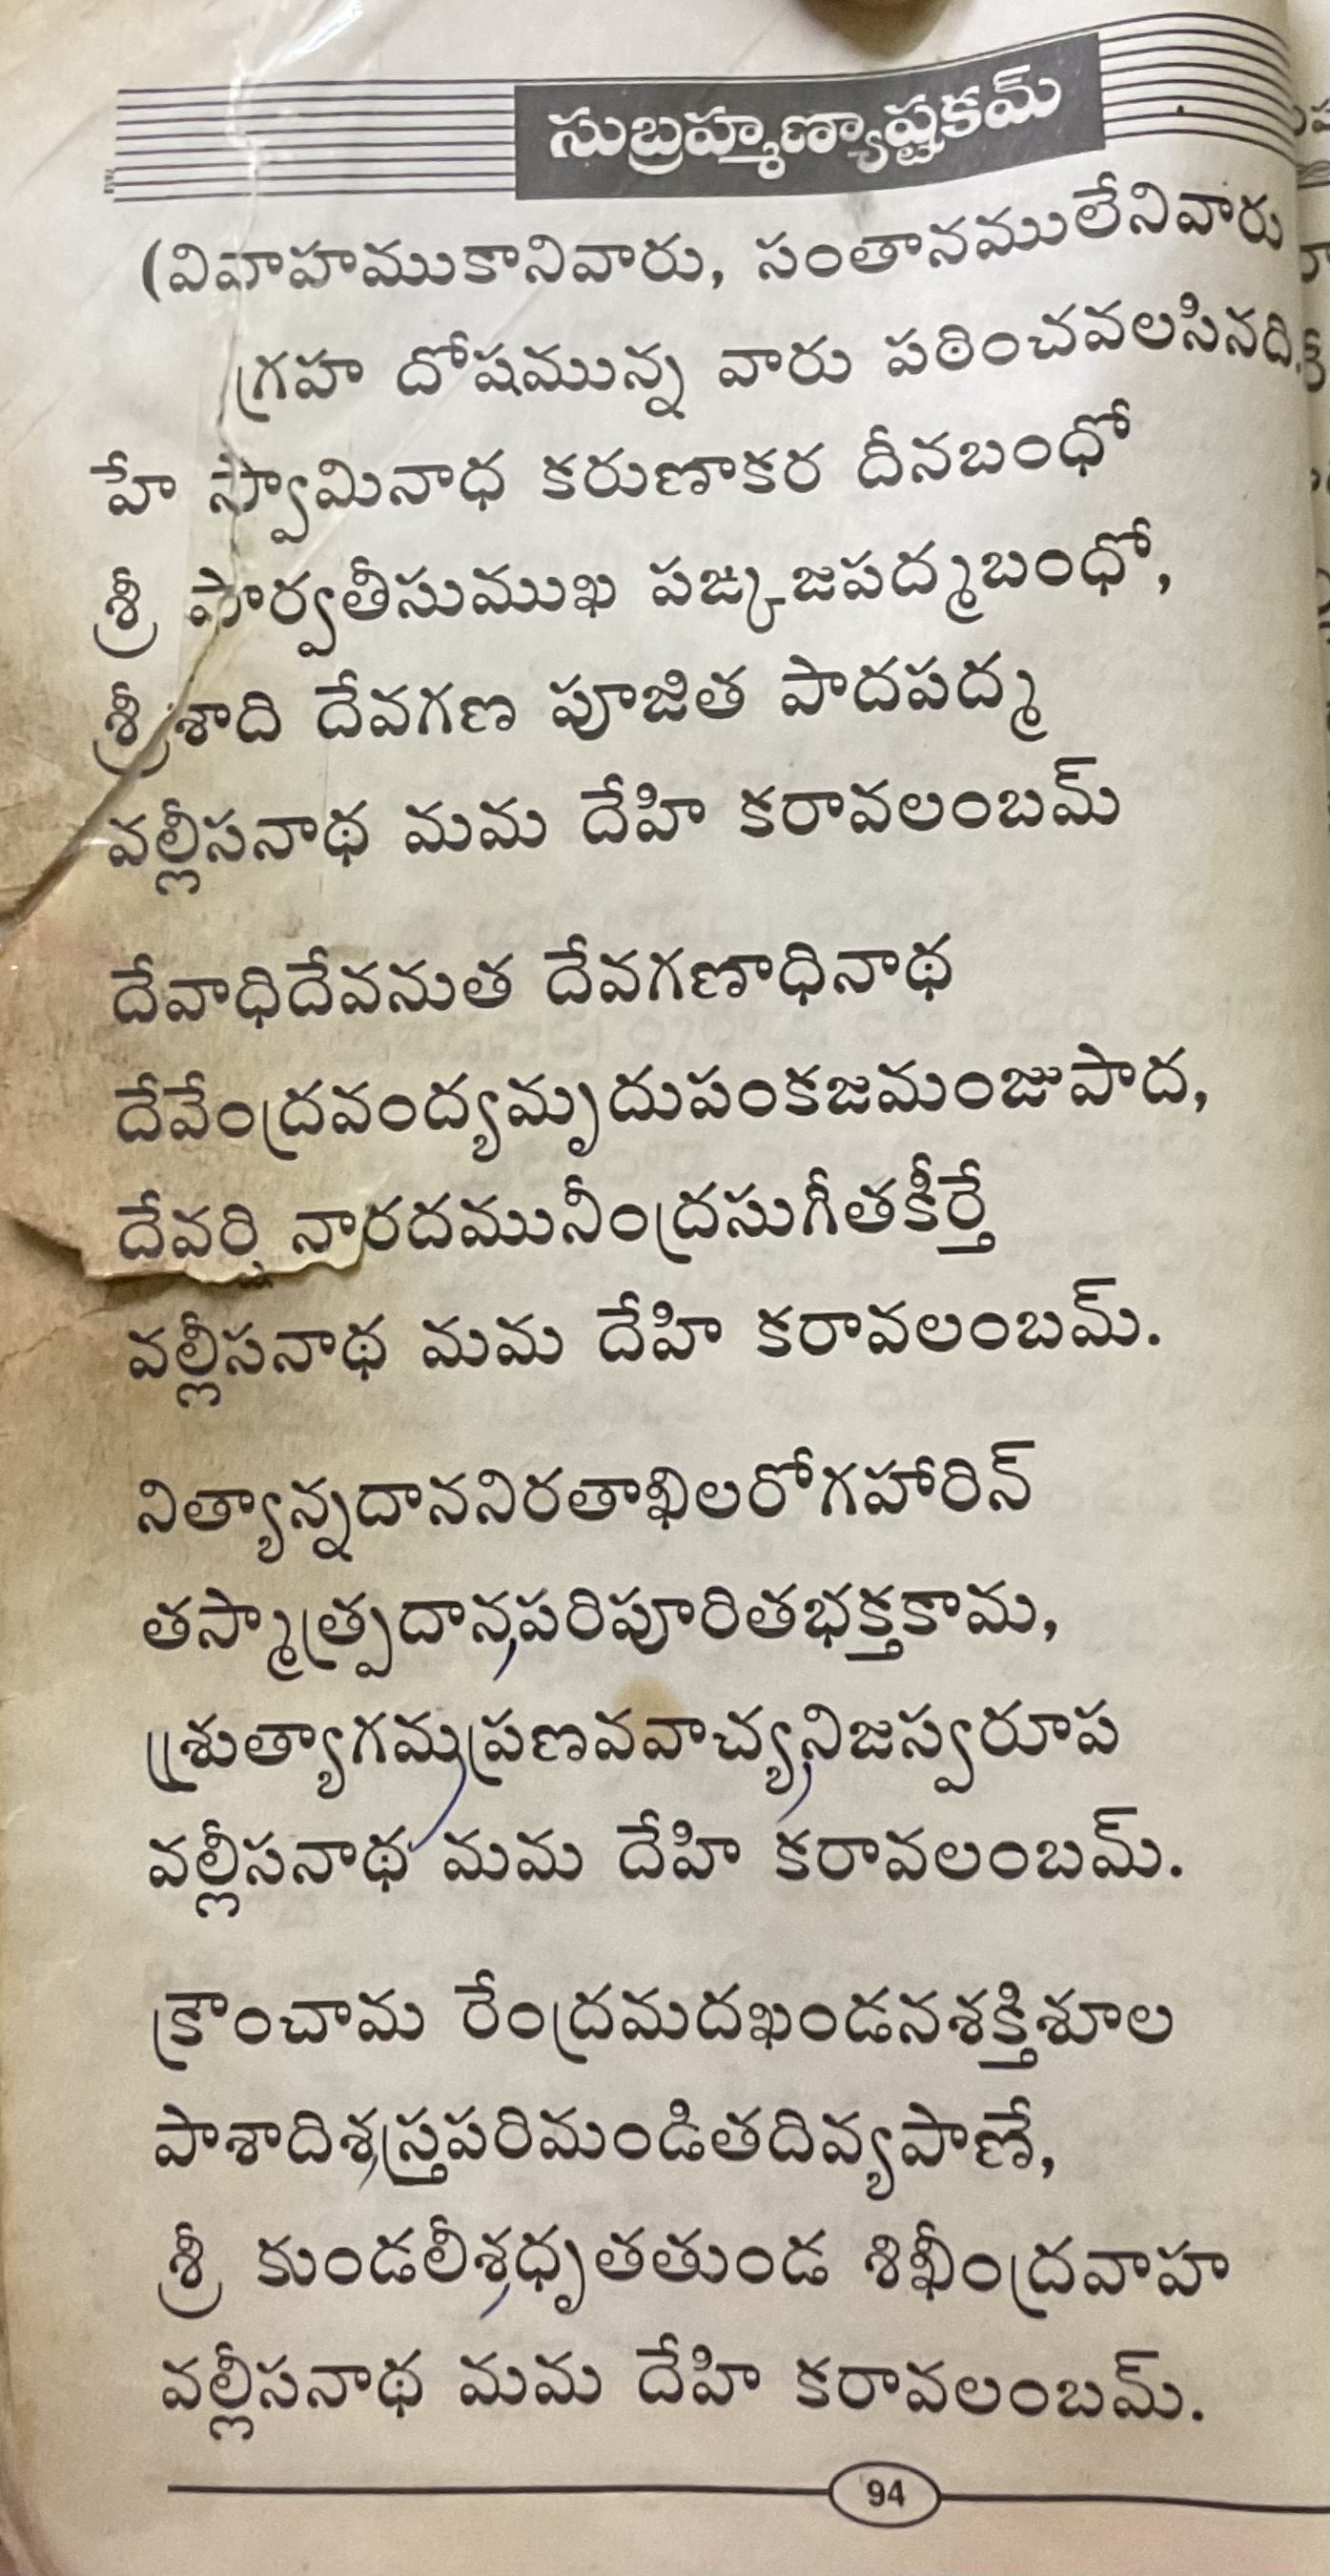 సుబ్రహ్మణ్యాష్టకమ్
(వివాహముకానివారు, సంతానములేనివారు
గ్రహ దోషమున్న వారు పఠించవలసినది.
హే స్వామినాధ కరుణాకర దీనబంధో
శ్రీ పార్వతీసుముఖ పఙ్కజపద్మబంధో,
శ్రీశాది దేవగణ పూజిత పాదపద్మ
వల్లీసనాథ మమ దేహి కరావలంబమ్
దేవాధిదేవనుత దేవగణాధినాథ
దేవేంద్రవంద్యమృదుపంకజమంజుపాద,
దేవర్షి నారదమునీంద్రసుగీతకీర్తే
వల్లీసనాథ మమ దేహి కరావలంబమ్.
నిత్యాన్నదాననిరతాఖిలరోగహారిన్
తస్మాత్ప్రదానపరిపూరితభక్తకామ,
శ్రుత్యాగమప్రణవవాచ్యనిజస్వరూప
వల్లీసనాథ మమ దేహి కరావలంబమ్.
క్రౌంచామ రేంద్రమదఖండనశక్తిశూల
పాశాదిశస్త్రపరిమండితదివ్యపాణే,
శ్రీ కుండలీశధృతతుండ శిఖీంద్రవాహ
వల్లీసనాథ మమ దేహి కరావలంబమ్.
94